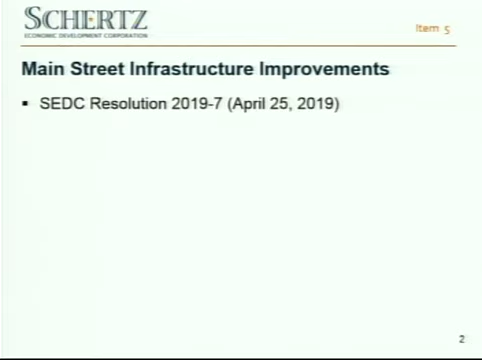 SCHERTZ
ECONOMIC DEVELOPMENT CORPORATION
Item 5
Main Street Infrastructure Improvements
▪ SEDC Resolution 2019-7 (April 25, 2019)
2